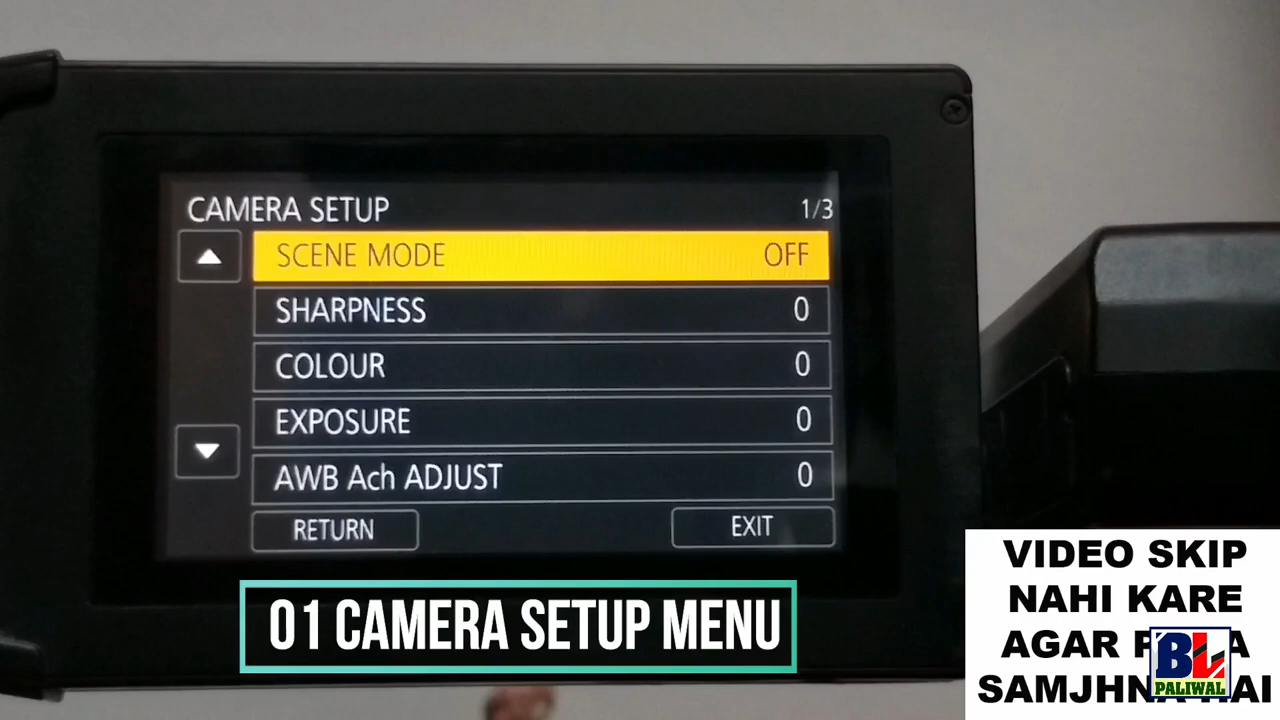 CAMERA SETUP 1/3
SCENE MODE OFF
SHARPNESS 0
COLOUR 0
EXPOSURE 0
AWB Ach ADJUST 0
RETURN EXIT
01 CAMERA SETUP MENU
VIDEO SKIP
NAHI KARE
AGAR
BL
PALIWAL